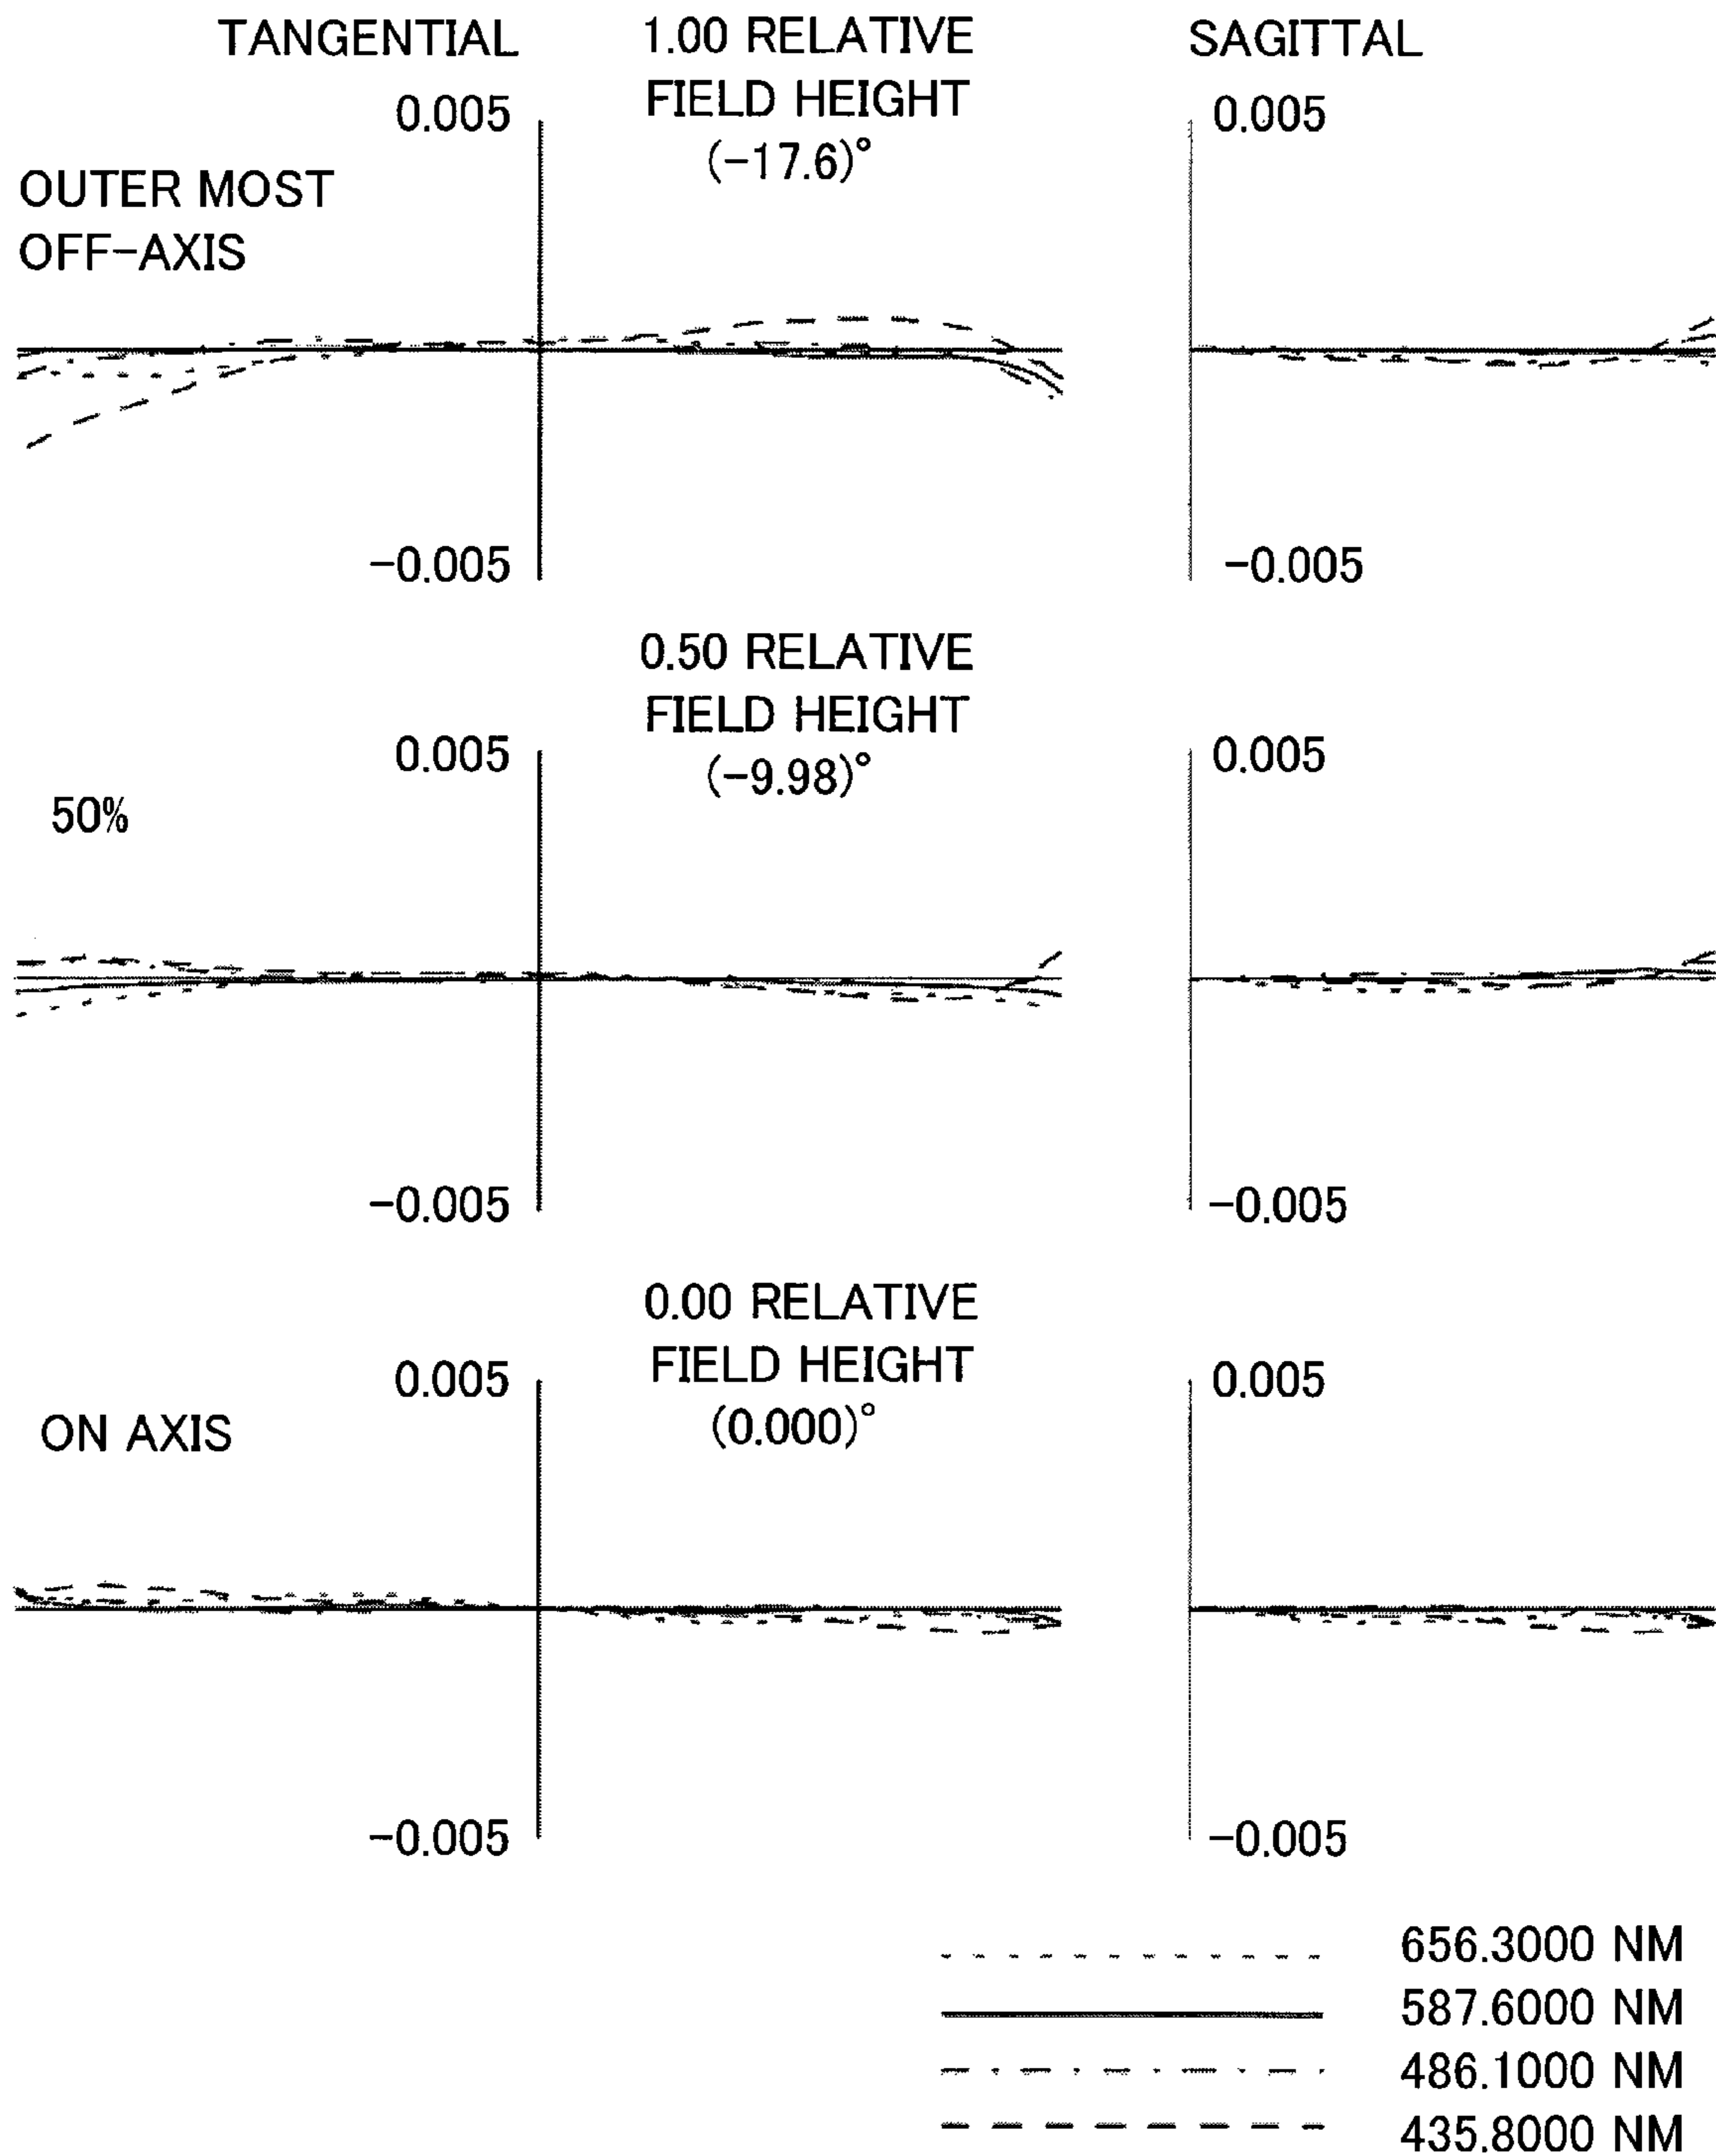 TANGENTIAL
1.00 RELATIVE
FIELD HEIGHT
(-17.6)°
SAGITTAL
0.005
0.005
OUTER MOST
OFF-AXIS
-0.005
-0.005
0.50 RELATIVE
FIELD HEIGHT
(-9.98)°
0.005
0.005
50%
-0.005
-0.005
0.00 RELATIVE
FIELD HEIGHT
(0.000)°
0.005
0.005
ON AXIS
-0.005
-0.005
656.3000 NM
587.6000 NM
486.1000 NM
435.8000 NM